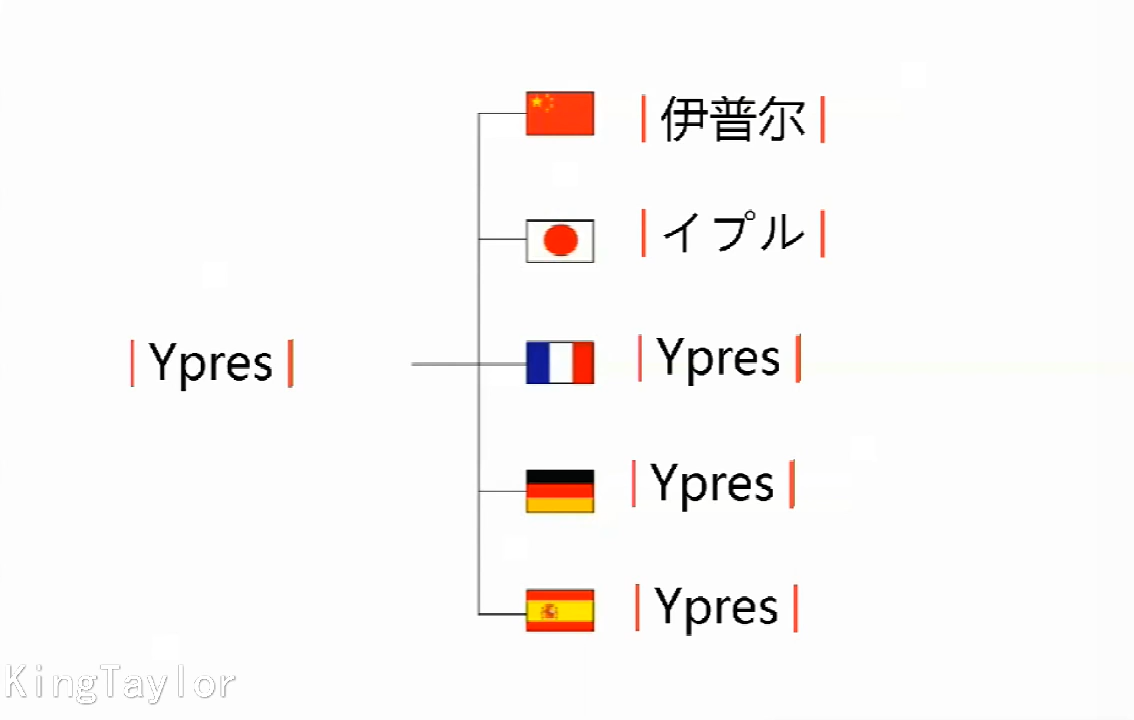 | 伊普尔 |
| イプル |
| Ypres |
| Ypres |
| Ypres |
| Ypres |
KingTaylor